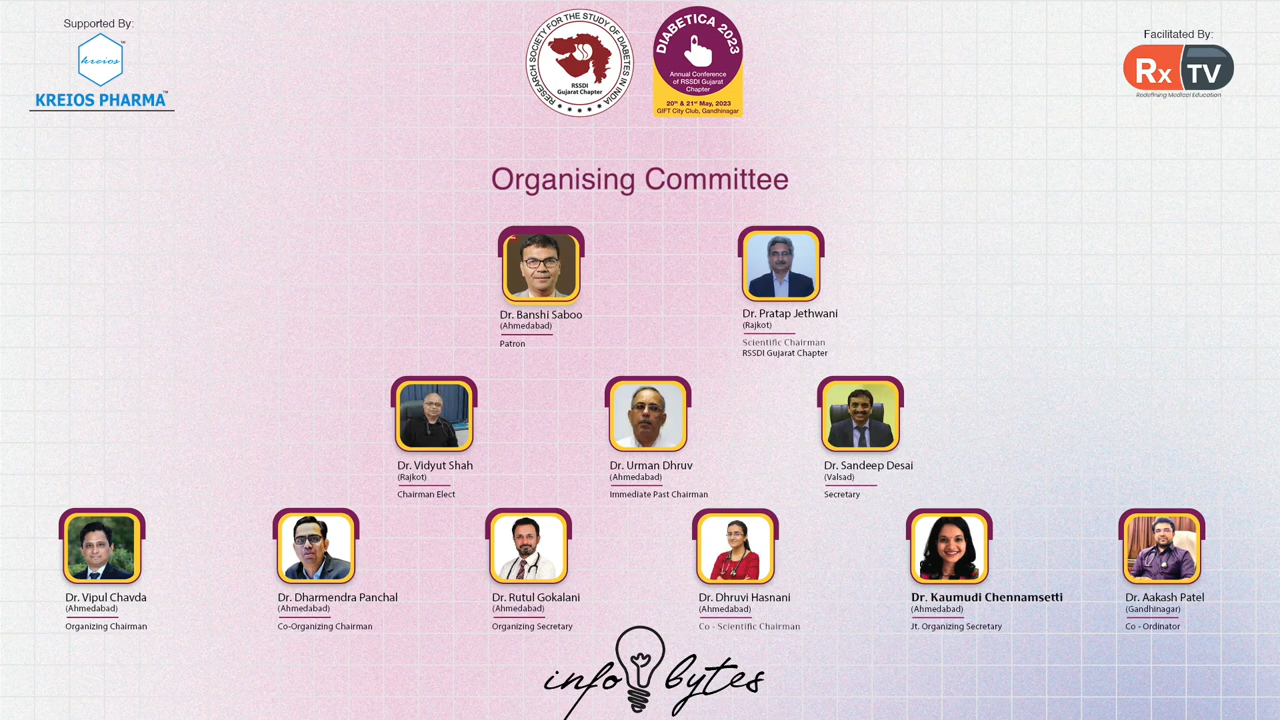 Supported By:
kreios
KREIOS PHARMA™
RESEARCH SOCIETY FOR THE STUDY OF DIABETES IN INDIA
RSSDI
Gujarat Chapter
DIABETICA 2023
Annual Conference
of RSSDI Gujarat
Chapter
20th & 21st May, 2023
GIFT City Club, Gandhinagar
Facilitated By:
Rx TV
Redefining Medical Education
Organising Committee
Dr. Banshi Saboo
(Ahmedabad)
Patron
Dr. Pratap Jethwani
(Rajkot)
Scientific Chairman
RSSDI Gujarat Chapter
Dr. Vidyut Shah
(Rajkot)
Chairman Elect
Dr. Urman Dhruv
(Ahmedabad)
Immediate Past Chairman
Dr. Sandeep Desai
(Valsad)
Secretary
Dr. Vipul Chavda
(Ahmedabad)
Organizing Chairman
Dr. Dharmendra Panchal
(Ahmedabad)
Co-Organizing Chairman
Dr. Rutul Gokalani
(Ahmedabad)
Organizing Secretary
Dr. Dhruvi Hasnani
(Ahmedabad)
Co - Scientific Chairman
Dr. Kaumudi Chennamsetti
(Ahmedabad)
Jt. Organizing Secretary
Dr. Aakash Patel
(Gandhinagar)
Co - Ordinator
info bytes